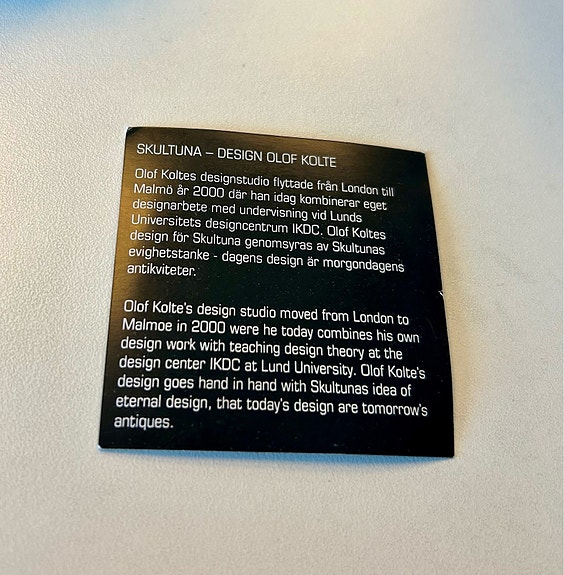 SKULTUNA – DESIGN OLOF KOLTE
Olof Koltes designstudio flyttade från London till
Malmö år 2000 där han idag kombinerar eget
designarbete med undervisning vid Lunds
Universitets designcentrum IKDC. Olof Koltes
design för Skultuna genomsyras av Skultunas
evighetstanke - dagens design är morgondagens
antikviteter.
Olof Kolte's design studio moved from London to
Malmoe in 2000 were he today combines his own
design work with teaching design theory at the
design center IKDC at Lund University. Olof Kolte's
design goes hand in hand with Skultunas idea of
eternal design, that today's design are tomorrow's
antiques.